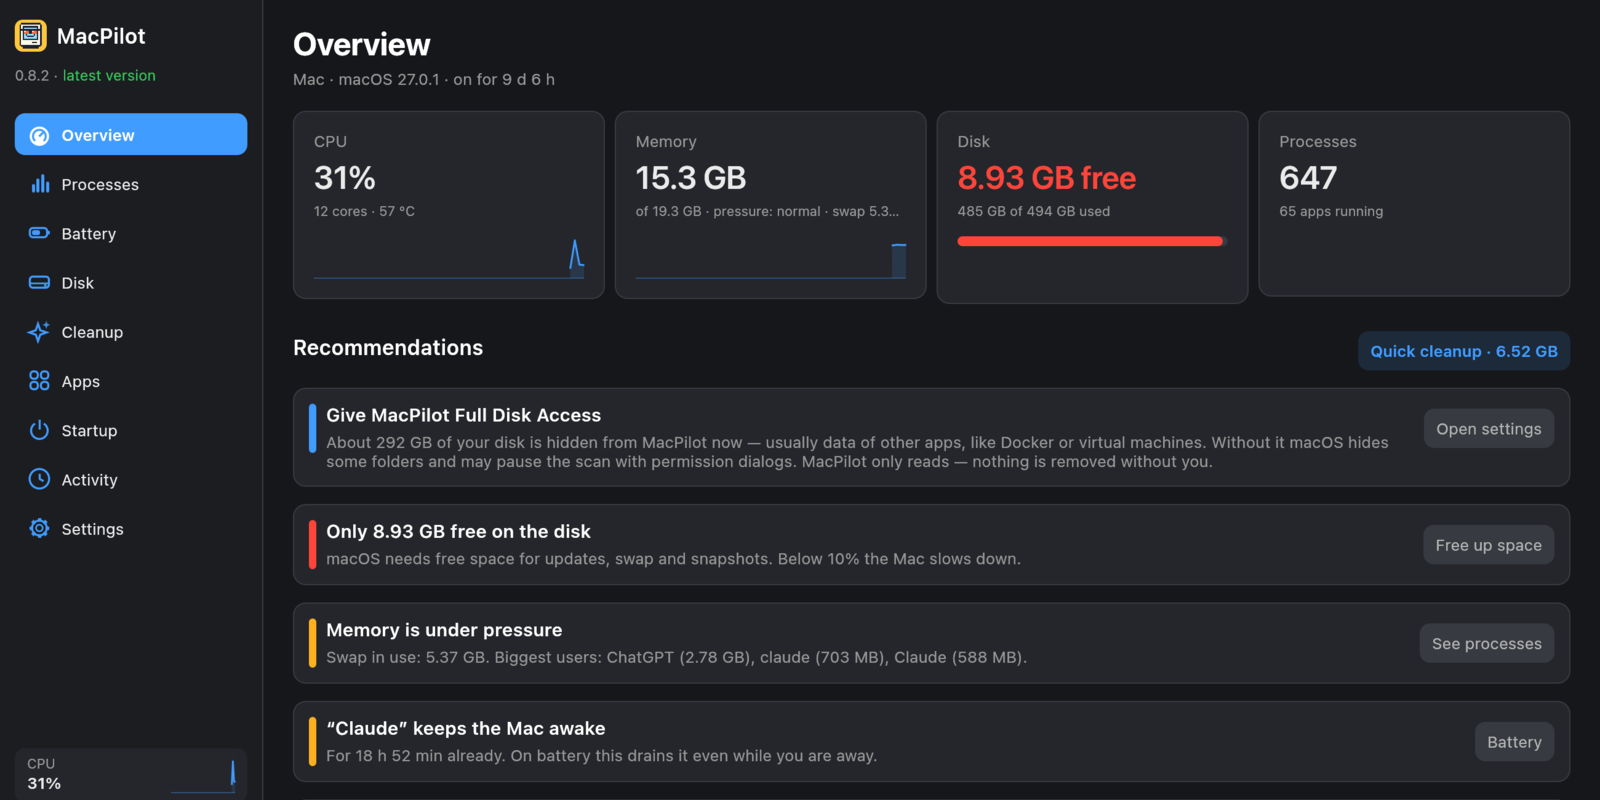 MacPilot
0.8.2 · latest version
Overview
Processes
Battery
Disk
Cleanup
Apps
Startup
Activity
Settings
CPU
31%
Overview
Mac · macOS 27.0.1 · on for 9 d 6 h
CPU
31%
12 cores · 57 °C
Memory
15.3 GB
of 19.3 GB · pressure: normal · swap 5.3...
Disk
8.93 GB free
485 GB of 494 GB used
Processes
647
65 apps running
Recommendations
Quick cleanup · 6.52 GB
Give MacPilot Full Disk Access
About 292 GB of your disk is hidden from MacPilot now — usually data of other apps, like Docker or virtual machines. Without it macOS hides
some folders and may pause the scan with permission dialogs. MacPilot only reads — nothing is removed without you.
Open settings
Only 8.93 GB free on the disk
macOS needs free space for updates, swap and snapshots. Below 10% the Mac slows down.
Free up space
Memory is under pressure
Swap in use: 5.37 GB. Biggest users: ChatGPT (2.78 GB), claude (703 MB), Claude (588 MB).
See processes
“Claude” keeps the Mac awake
For 18 h 52 min already. On battery this drains it even while you are away.
Battery